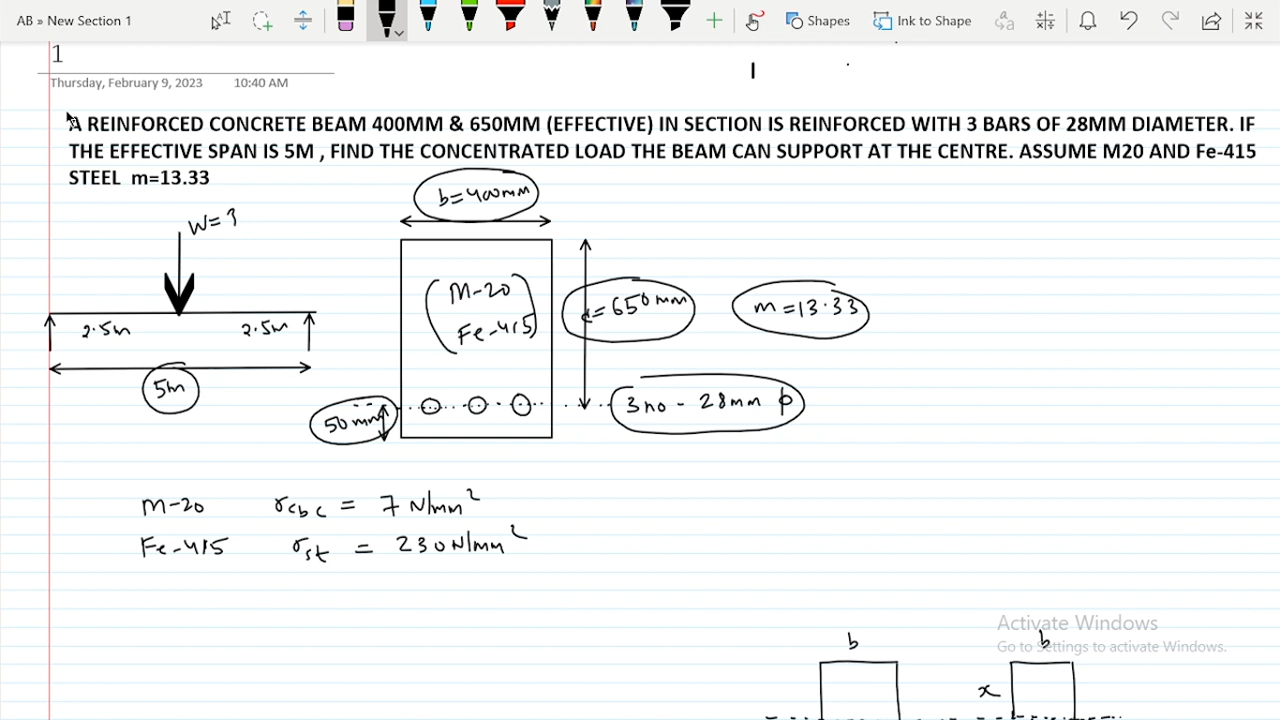 AB » New Section 1
Shapes
Ink to Shape
1
Thursday, February 9, 2023 10:40 AM
A REINFORCED CONCRETE BEAM 400MM & 650MM (EFFECTIVE) IN SECTION IS REINFORCED WITH 3 BARS OF 28MM DIAMETER. IF
THE EFFECTIVE SPAN IS 5M , FIND THE CONCENTRATED LOAD THE BEAM CAN SUPPORT AT THE CENTRE. ASSUME M20 AND Fe-415
STEEL m=13.33
b=400mm
W=?
M-20
Fe-415
d=650mm
m=13.33
2.5m 2.5m
5m
50mm
3no - 28mm ϕ
M-20 σcbc = 7 N/mm²
Fe-415 σst = 230N/mm²
Activate Windows
Go to Settings to activate Windows.
b b
x